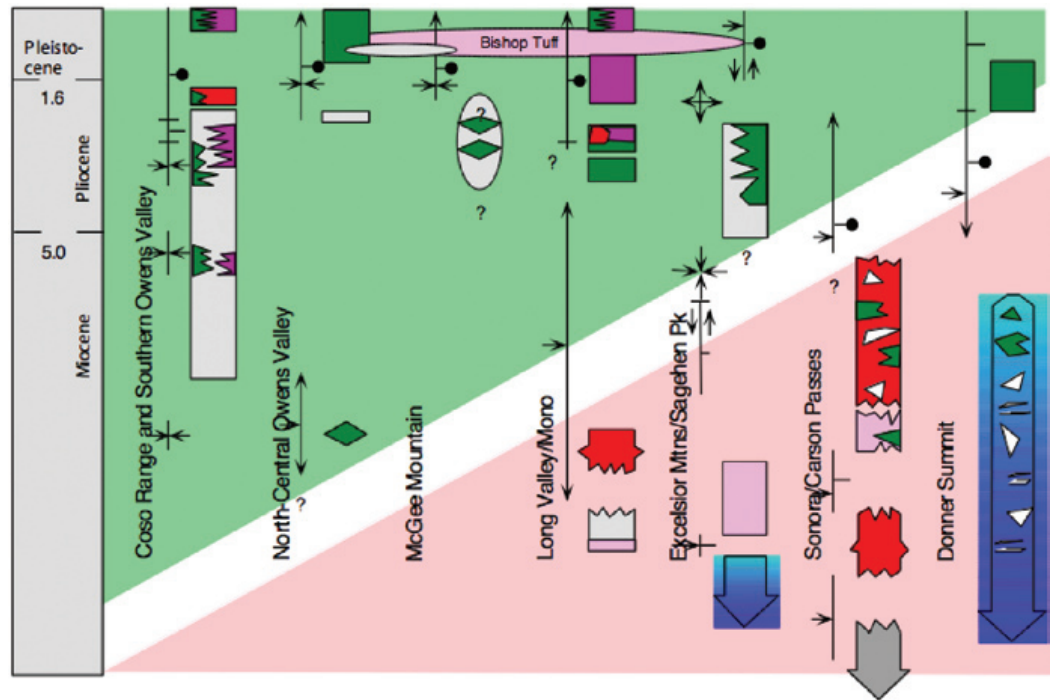 Pleisto-
cene
1.6
Pliocene
5.0
Miocene
Coso Range and Southern Owens Valley
North-Central Owens Valley
?
McGee Mountain
?
?
Bishop Tuff
Long Valley/Mono
?
Excelsior Mtns/Sagehen Pk
?
Sonora/Carson Passes
?
Donner Summit